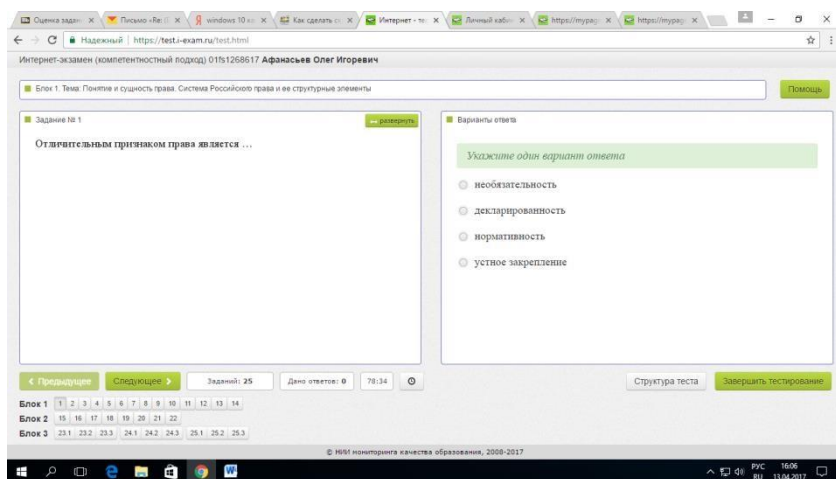 Оценка задан
Письмо «Re:
windows 10
Как сделать
Интернет - те
Личный каби
https://mypag
https://mypag
Надежный | https://test.i-exam.ru/test.html
Интернет-экзамен (компетентностный подход) 01fs1268617 Афанасьев Олег Игоревич
Блок 1. Тема: Понятие и сущность права. Система Российского права и ее структурные элементы
Помощь
Задание № 1
развернуть
Отличительным признаком права является …
Варианты ответа
Укажите один вариант ответа
необязательность
декларированность
нормативность
устное закрепление
Предыдущее
Следующее
Заданий: 25
Дано ответов: 0
78:34
Структура теста
Завершить тестирование
Блок 1 1 2 3 4 5 6 7 8 9 10 11 12 13 14
Блок 2 15 16 17 18 19 20 21 22
Блок 3 23.1 23.2 23.3 24.1 24.2 24.3 25.1 25.2 25.3
© НИИ мониторинга качества образования, 2008-2017
РУС 16:06
RU 13.04.2017